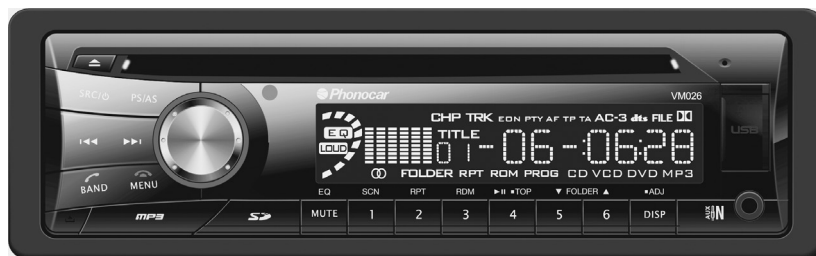 SRC/⏻ PS/AS
Phonocar VM026
CHP TRK EON PTY AF TP TA AC-3 dts FILE
EQ TITLE
LOUD 01-06-:06:28
FOLDER RPT ROM PROG CD VCD DVD MP3
USB
BAND MENU
EQ SCN RPT RDM ►II ■TOP ▼ FOLDER ▲ ■ADJ
MP3 SD MUTE 1 2 3 4 5 6 DISP AUX IN